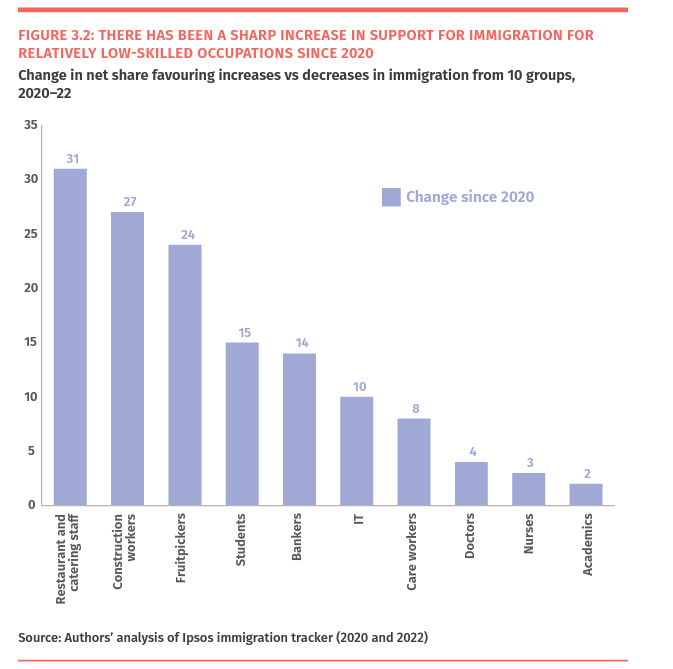 FIGURE 3.2: THERE HAS BEEN A SHARP INCREASE IN SUPPORT FOR IMMIGRATION FOR
RELATIVELY LOW-SKILLED OCCUPATIONS SINCE 2020
Change in net share favouring increases vs decreases in immigration from 10 groups,
2020–22
35
30
25
20
15
10
5
0
31
27
24
15
14
10
8
4
3
2
Change since 2020
Restaurant and
catering staff
Construction
workers
Fruitpickers
Students
Bankers
IT
Care workers
Doctors
Nurses
Academics
Source: Authors’ analysis of Ipsos immigration tracker (2020 and 2022)